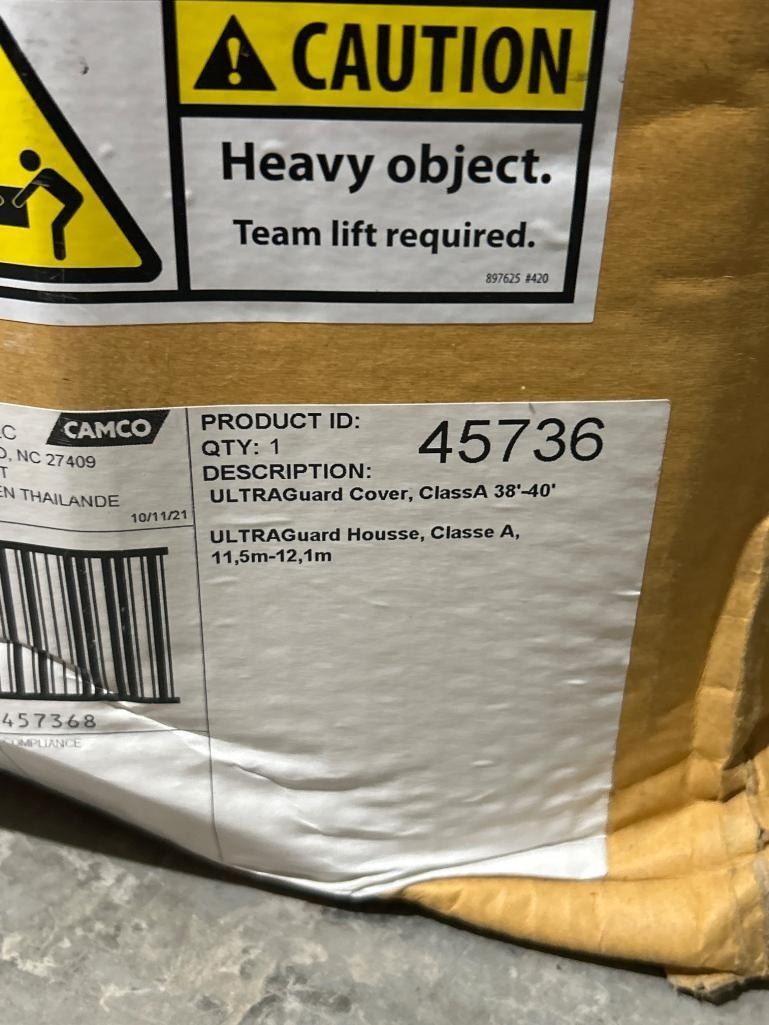 CAUTION
Heavy object.
Team lift required.
897625 #420
CAMCO
NC 27409
EN THAILANDE
10/11/21
457368
COMPLIANCE
PRODUCT ID:
45736
QTY: 1
DESCRIPTION:
ULTRAGuard Cover, ClassA 38'-40'
ULTRAGuard Housse, Classe A,
11,5m-12,1m